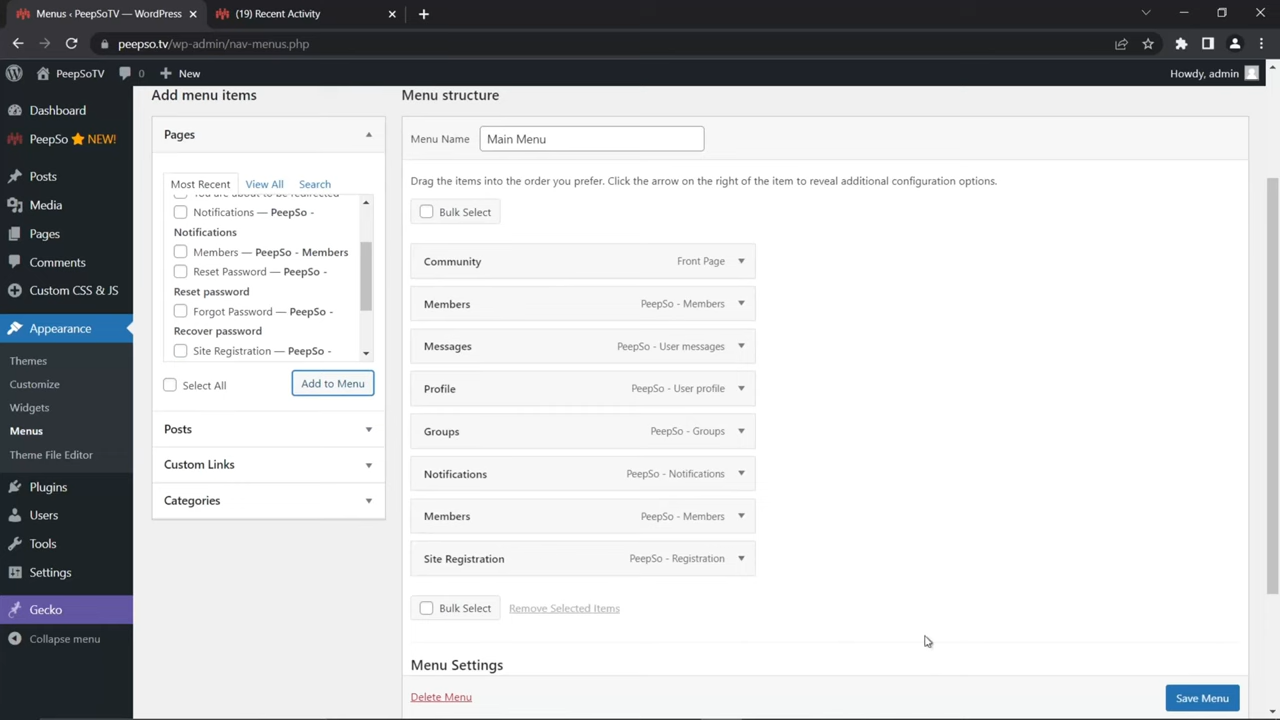 Menus ‹ PeepSoTV — WordPress
(19) Recent Activity
peepso.tv/wp-admin/nav-menus.php
PeepSoTV 0 New Howdy, admin
Dashboard
PeepSo NEW!
Posts
Media
Pages
Comments
Custom CSS & JS
Appearance
Themes
Customize
Widgets
Menus
Theme File Editor
Plugins
Users
Tools
Settings
Gecko
Collapse menu
Add menu items
Pages
Most Recent View All Search
You are about to be redirected
Notifications — PeepSo -
Notifications
Members — PeepSo - Members
Reset Password — PeepSo -
Reset password
Forgot Password — PeepSo -
Recover password
Site Registration — PeepSo -
Select All Add to Menu
Posts
Custom Links
Categories
Menu structure
Menu Name Main Menu
Drag the items into the order you prefer. Click the arrow on the right of the item to reveal additional configuration options.
Bulk Select
Community Front Page
Members PeepSo - Members
Messages PeepSo - User messages
Profile PeepSo - User profile
Groups PeepSo - Groups
Notifications PeepSo - Notifications
Members PeepSo - Members
Site Registration PeepSo - Registration
Bulk Select Remove Selected Items
Menu Settings
Delete Menu Save Menu